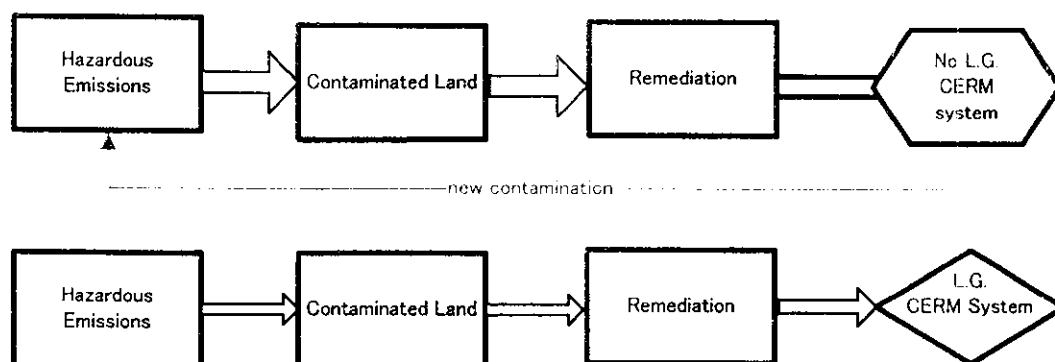 Hazardous
Emissions
Contaminated Land
Remediation
No L.G.
CERM
system
new contamination
Hazardous
Emissions
Contaminated Land
Remediation
L.G.
CERM System